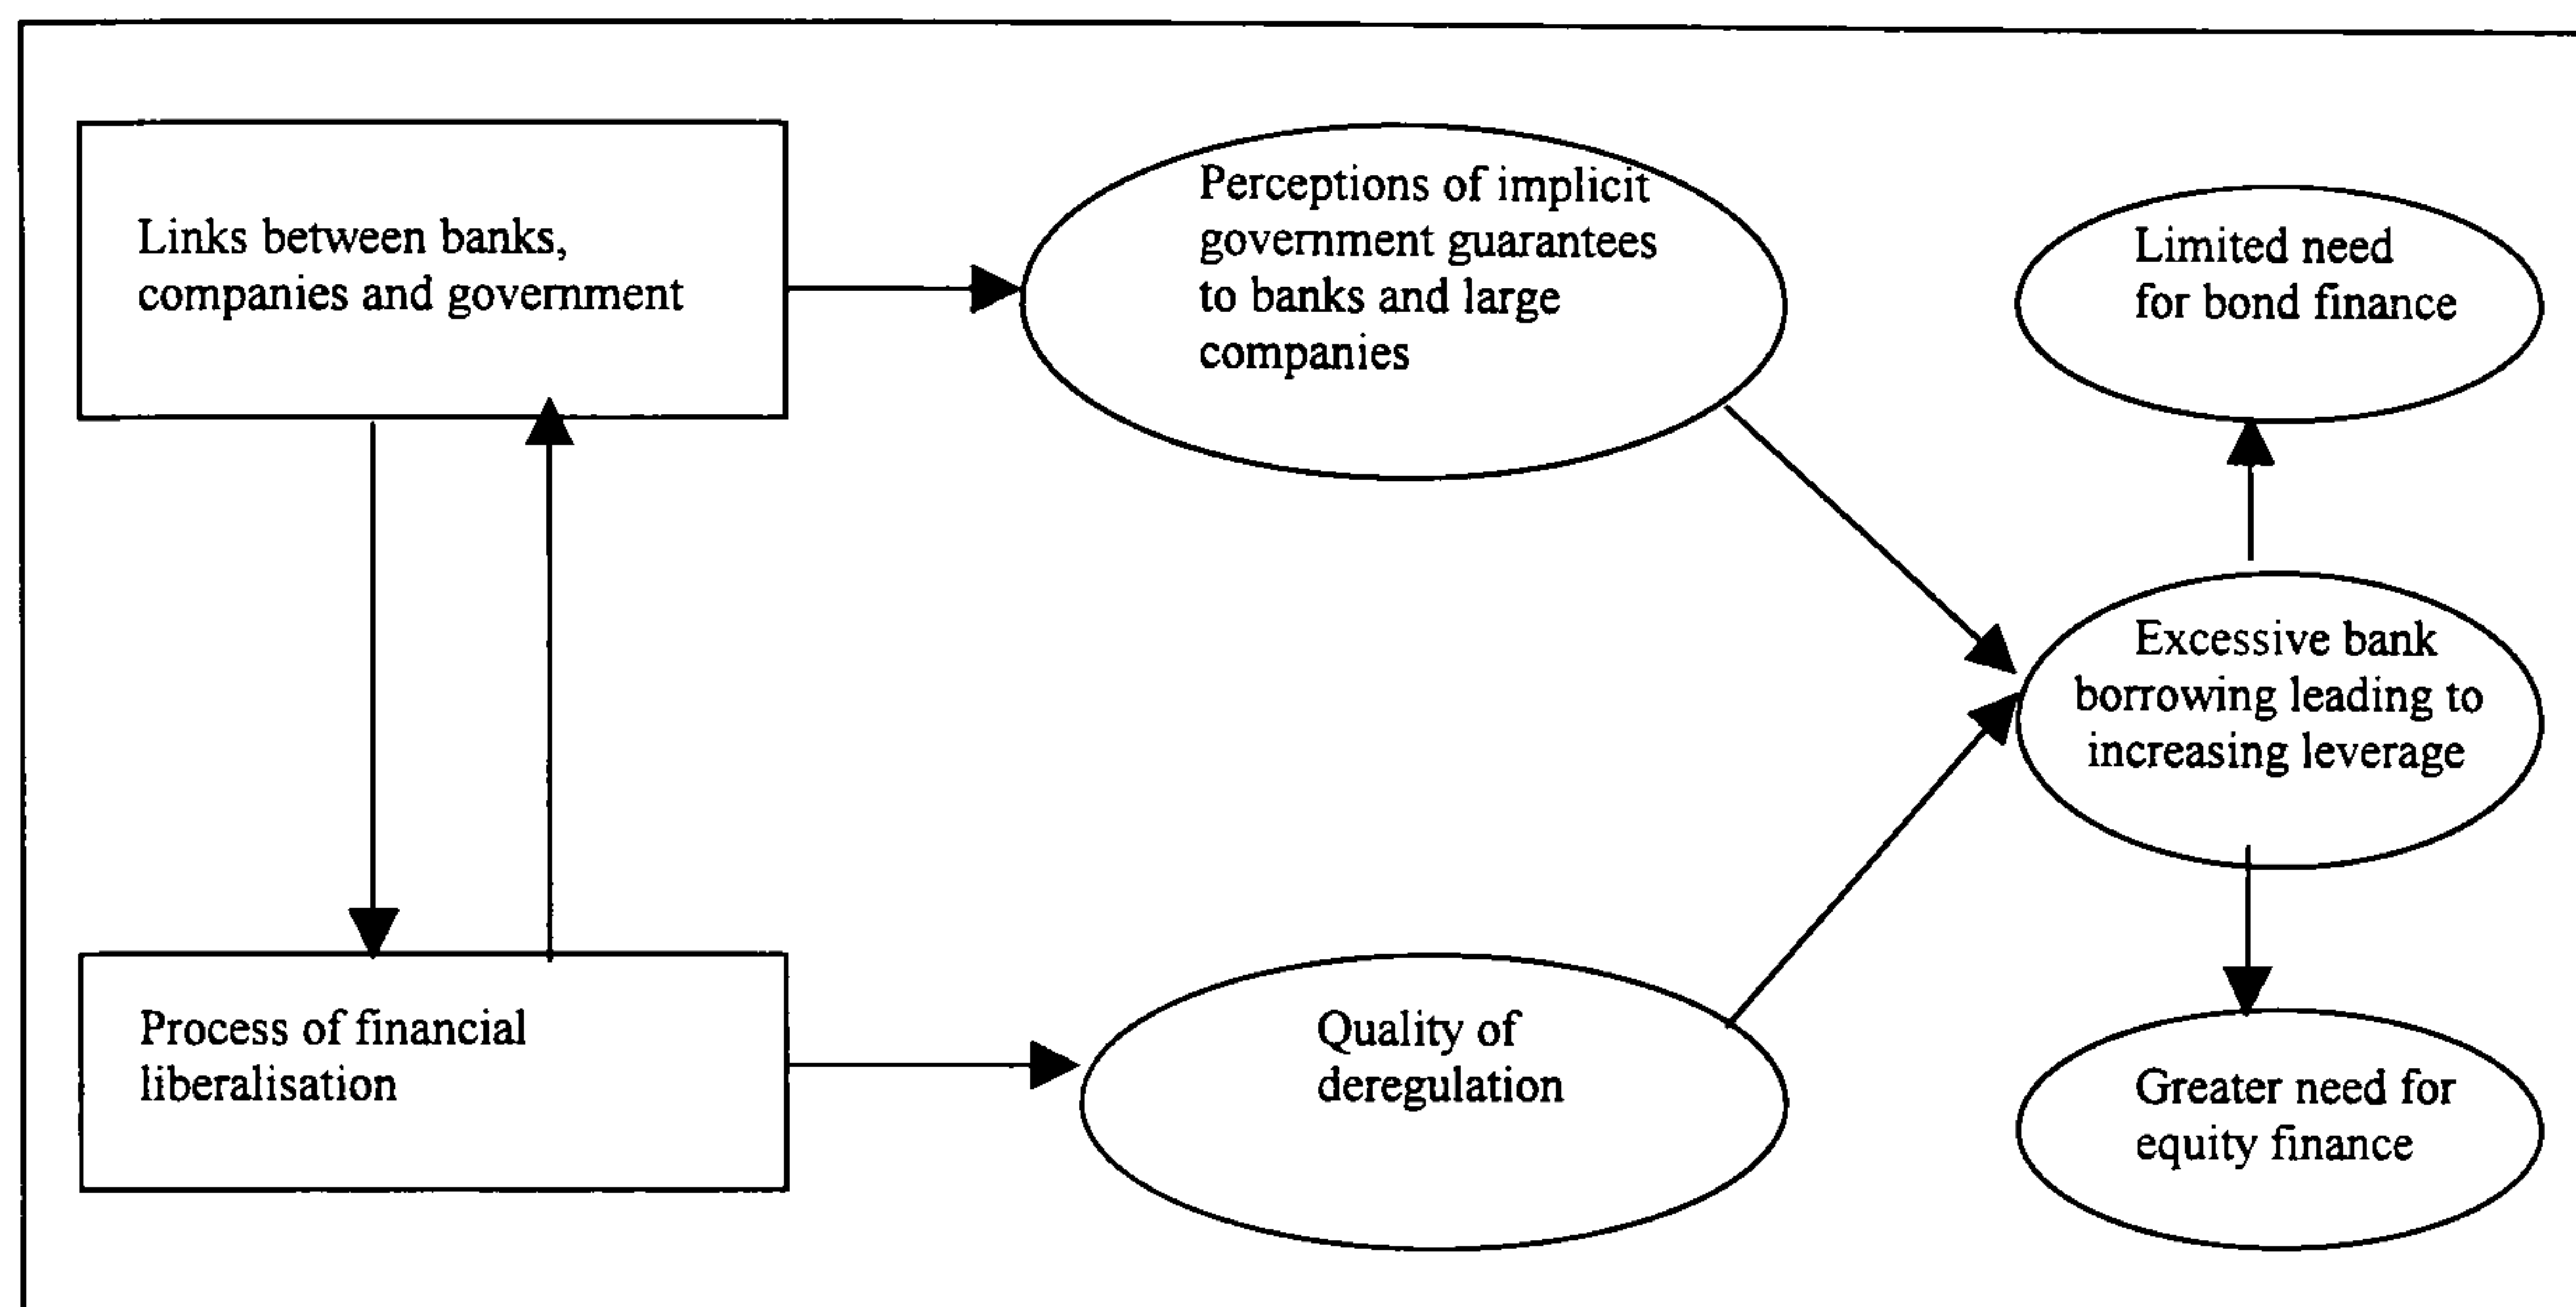 Links between banks,
companies and government
Perceptions of implicit
government guarantees
to banks and large
companies
Limited need
for bond finance
Excessive bank
borrowing leading to
increasing leverage
Process of financial
liberalisation
Quality of
deregulation
Greater need for
equity finance